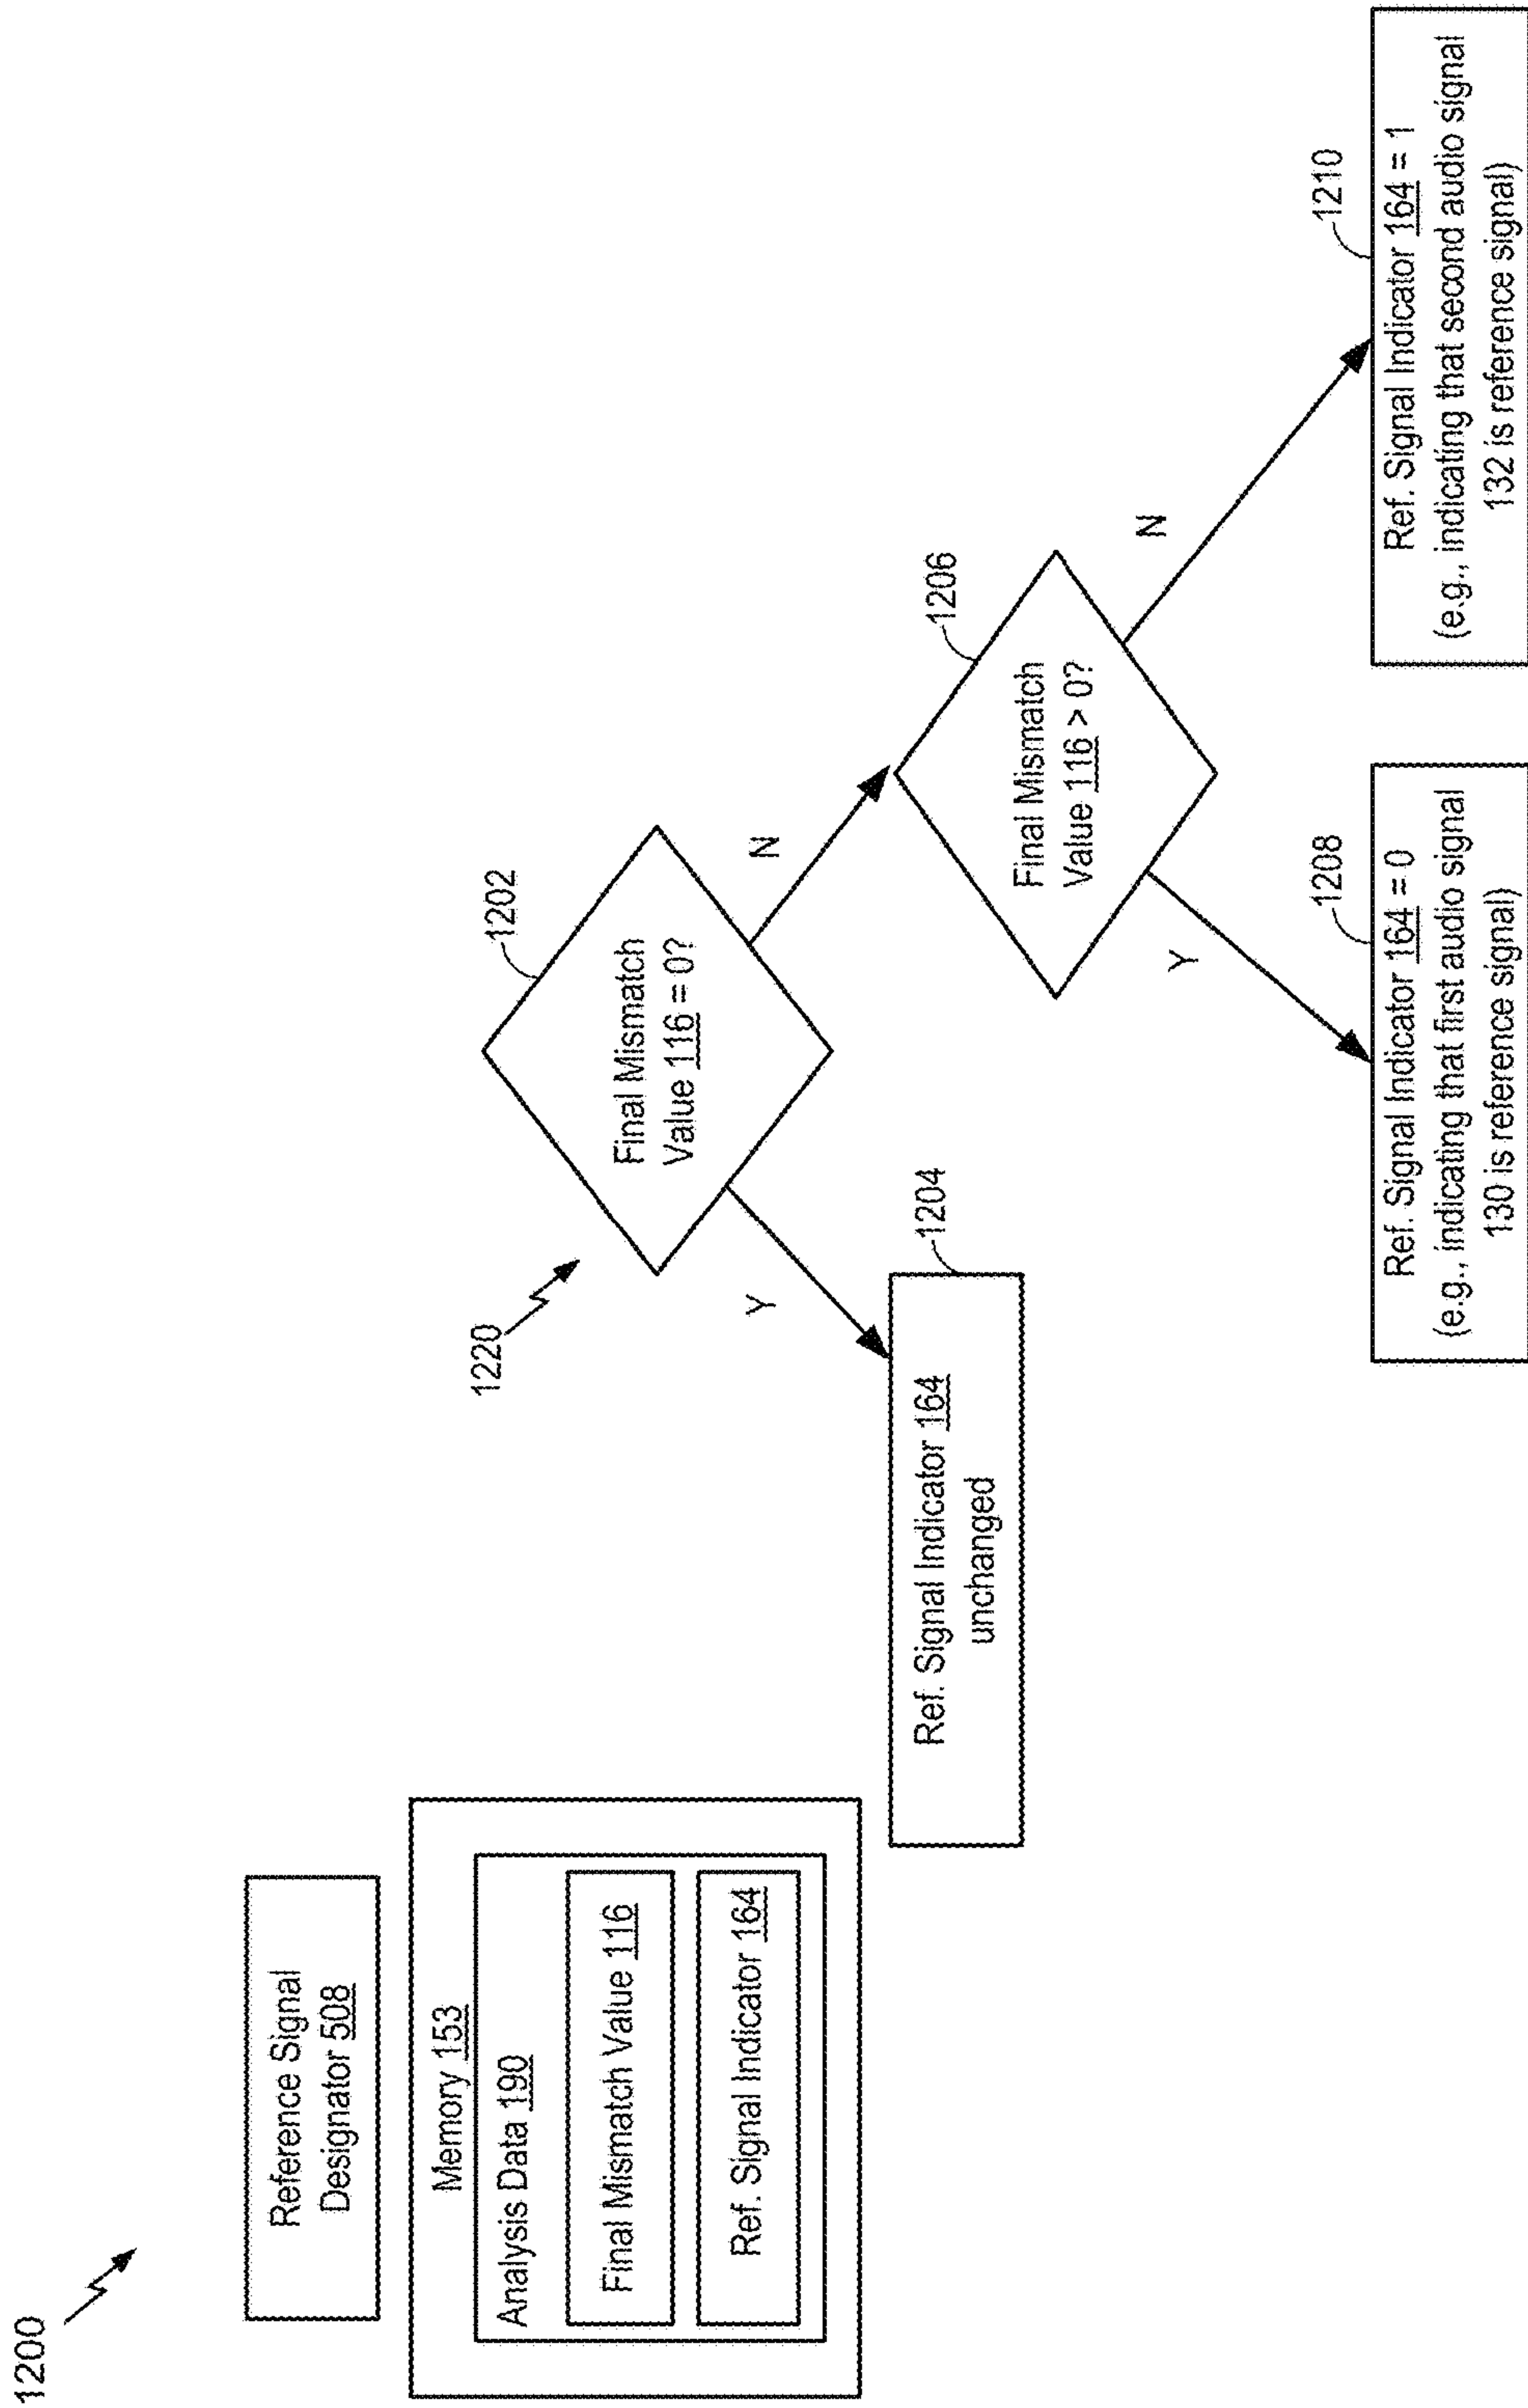 1200
Reference Signal
Designator 508
Memory 153
Analysis Data 190
Final Mismatch Value 116
Ref. Signal Indicator 164
1220
1202
Final Mismatch
Value 116 = 0?
Y
N
1204
Ref. Signal Indicator 164
unchanged
1206
Final Mismatch
Value 116 > 0?
Y
N
1208
Ref. Signal Indicator 164 = 0
(e.g., indicating that first audio signal
130 is reference signal)
1210
Ref. Signal Indicator 164 = 1
(e.g., indicating that second audio signal
132 is reference signal)